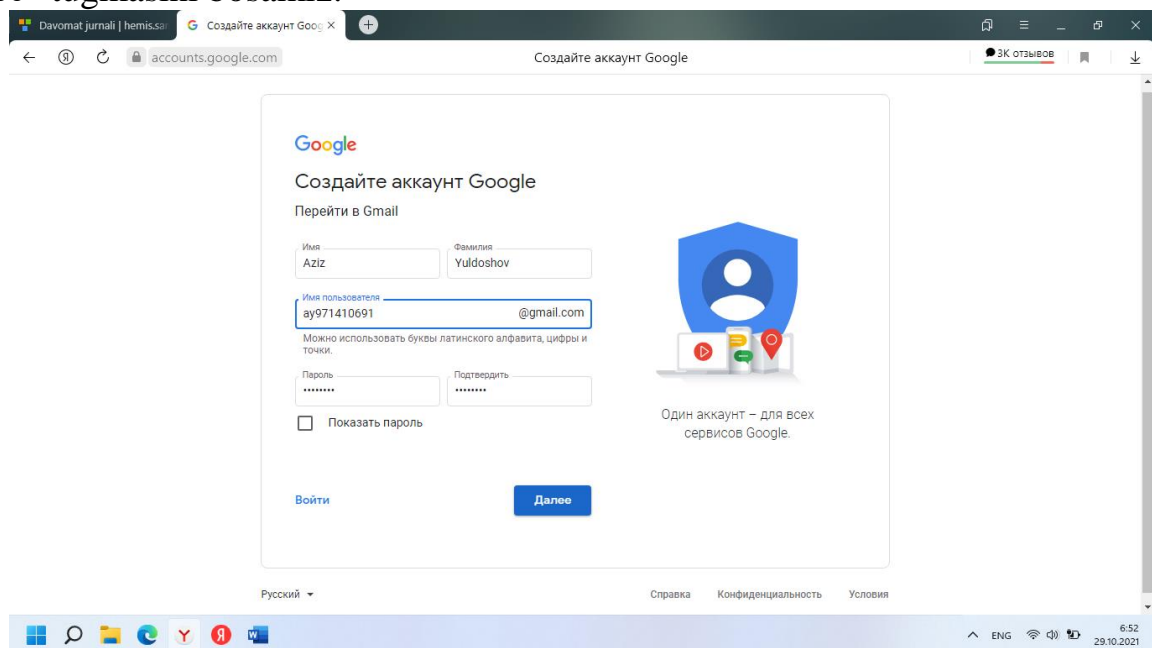 tugmasini bosamiz.
Davomat jurnali | hemis.sa
Создайте аккаунт Goog
accounts.google.com
Создайте аккаунт Google
3К отзывов
Google
Создайте аккаунт Google
Перейти в Gmail
Имя
Фамилия
Aziz
Yuldoshov
Имя пользователя
ay971410691 @gmail.com
Можно использовать буквы латинского алфавита, цифры и
точки.
Пароль
Подтвердить
••••••••
••••••••
Показать пароль
Один аккаунт – для всех
сервисов Google.
Войти
Далее
Русский
Справка Конфиденциальность Условия
ENG
6:52
29.10.2021